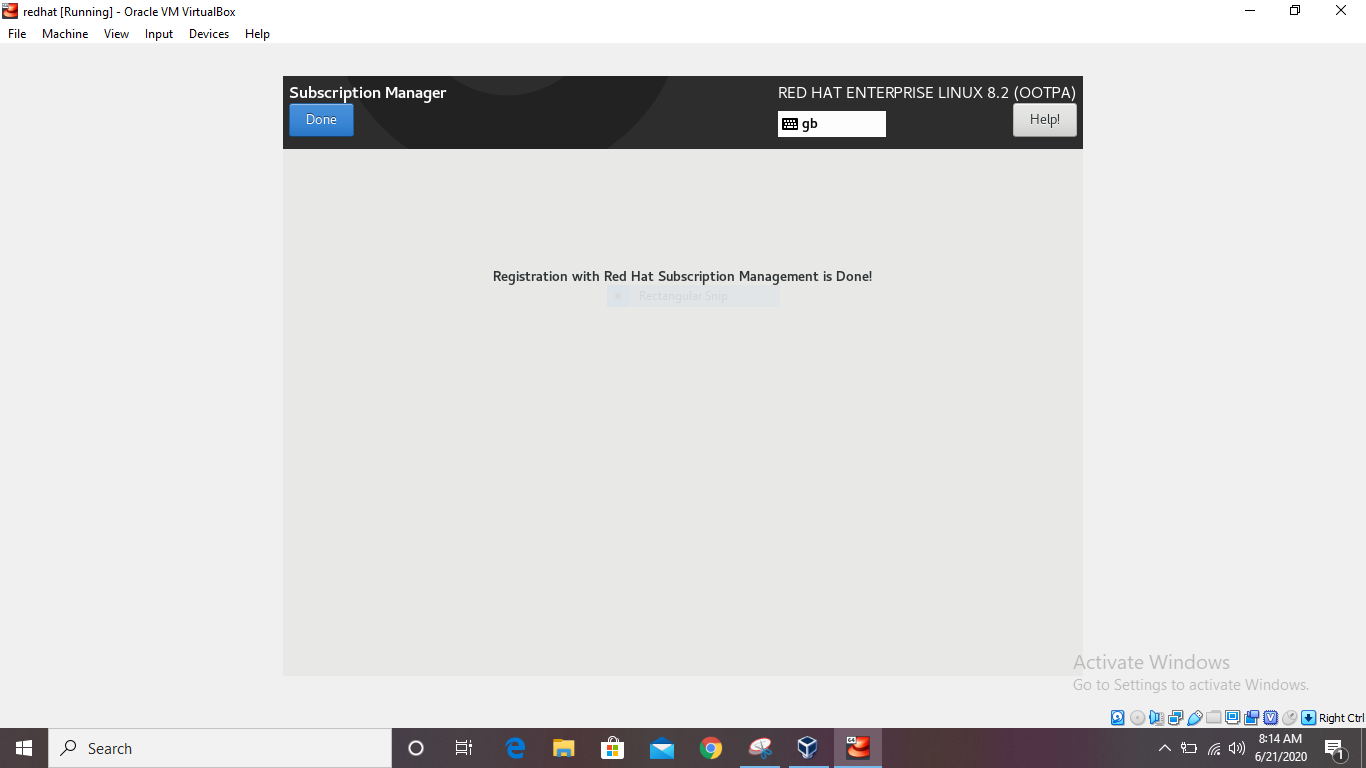 redhat [Running] - Oracle VM VirtualBox
File Machine View Input Devices Help
Subscription Manager
RED HAT ENTERPRISE LINUX 8.2 (OOTPA)
Done
gb
Help!
Registration with Red Hat Subscription Management is Done!
Rectangular Snip
Activate Windows
Go to Settings to activate Windows.
Right Ctrl
Search
8:14 AM
6/21/2020
1